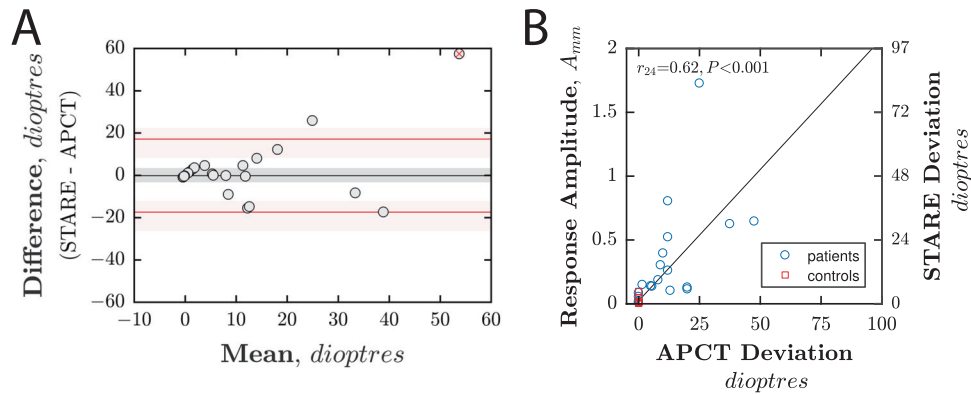 A
Difference, dioptres
(STARE - APCT)
60
40
20
0
−20
−40
−60
−10
0
10
20
30
40
50
60
Mean, dioptres
B
Response Amplitude, Amm
2
1.5
1
0.5
0
r24=0.62, P<0.001
patients
controls
97
72
48
24
0
STARE Deviation
dioptres
0
25
50
75
100
APCT Deviation
dioptres